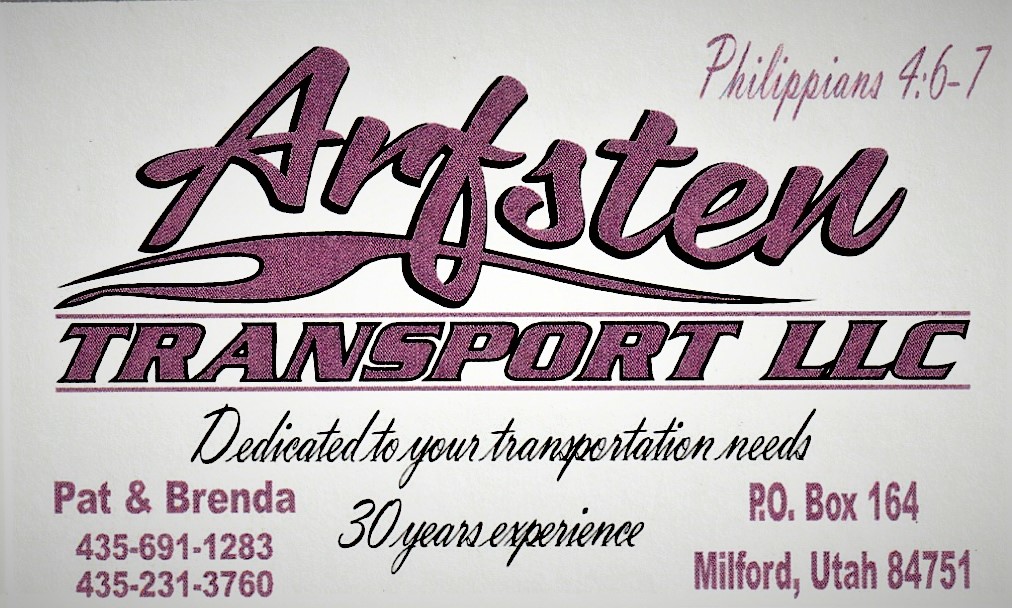 Philippians 4:6-7
Arfsten
TRANSPORT LLC
Dedicated to your transportation needs
30 years experience
Pat & Brenda
435-691-1283
435-231-3760
P.O. Box 164
Milford, Utah 84751